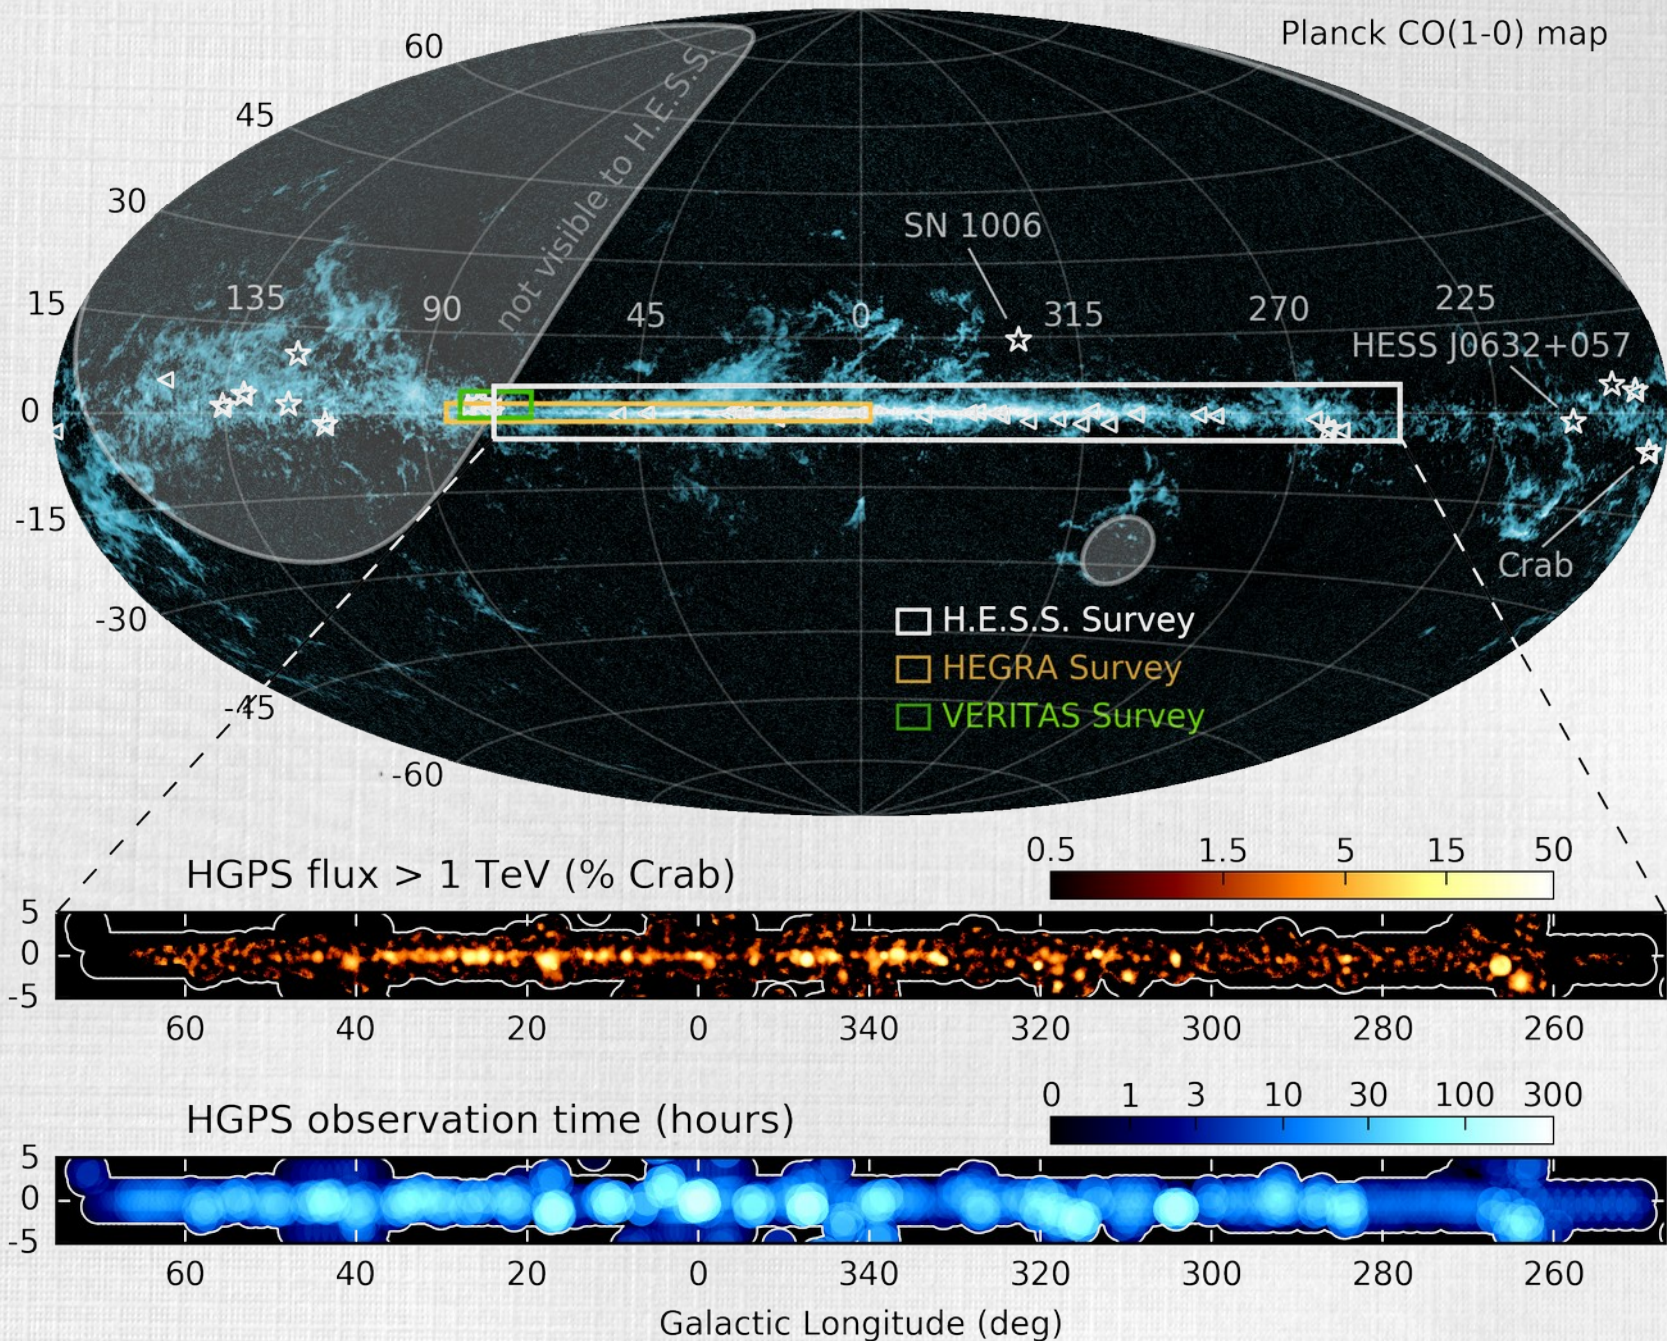 Planck CO(1-0) map
60
45
30
15
0
-15
-30
-45
-60
not visible to H.E.S.S.
135
90
45
0
315
270
225
SN 1006
HESS J0632+057
Crab
H.E.S.S. Survey
HEGRA Survey
VERITAS Survey
HGPS flux > 1 TeV (% Crab)
0.5 1.5 5 15 50
5
0
-5
60 40 20 0 340 320 300 280 260
HGPS observation time (hours)
0 1 3 10 30 100 300
5
0
-5
60 40 20 0 340 320 300 280 260
Galactic Longitude (deg)